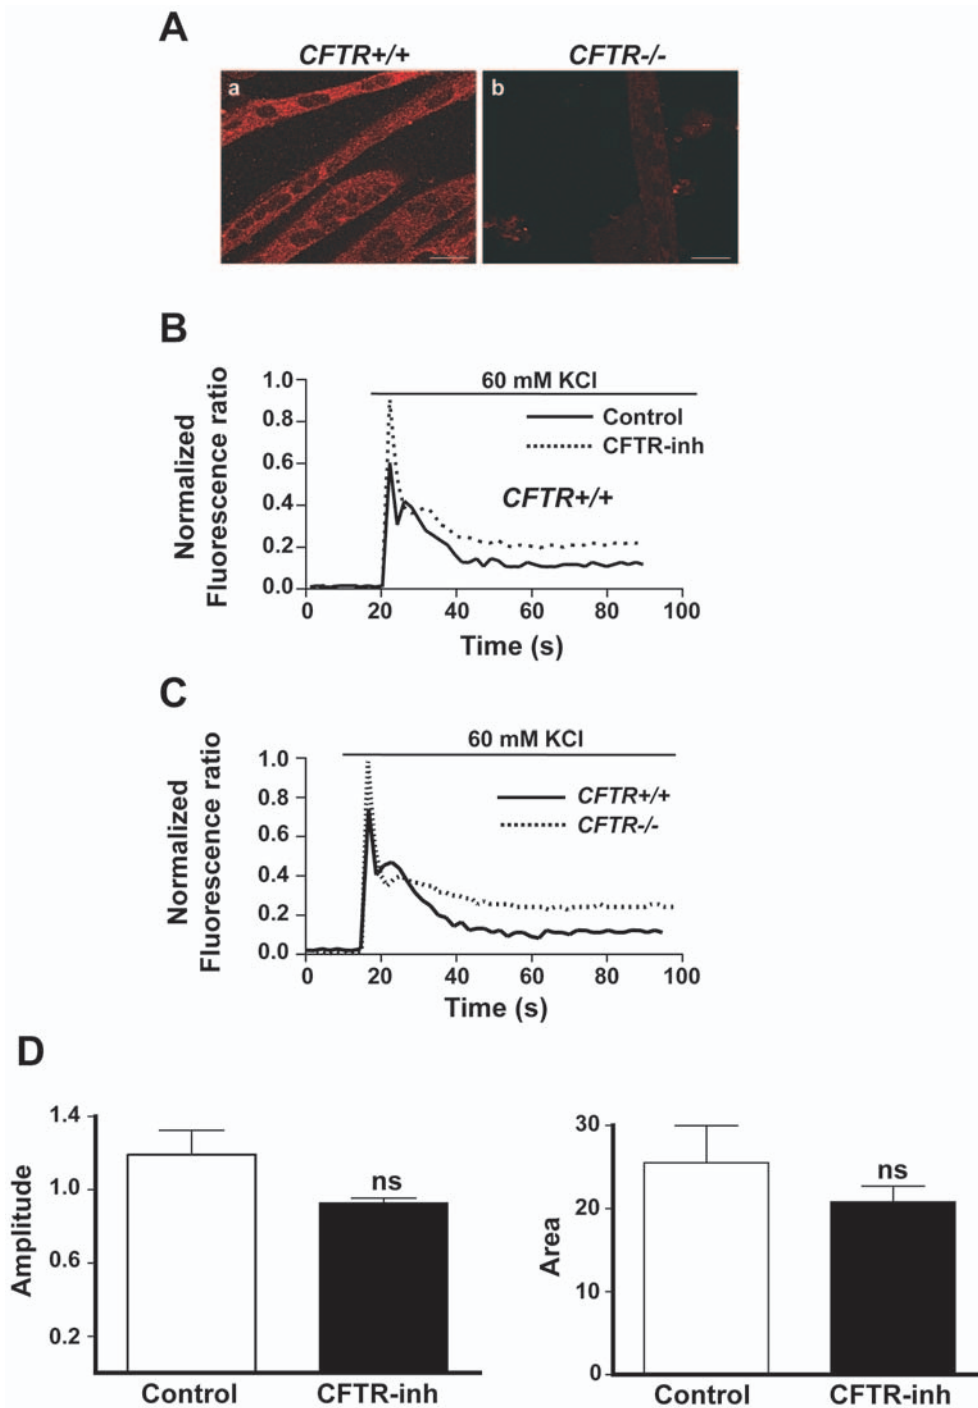 A
CFTR+/+ CFTR-/-
a b
B
60 mM KCl
Normalized
Fluorescence ratio
1.0
0.8
0.6
0.4
0.2
0.0
Control
CFTR-inh
CFTR+/+
0 20 40 60 80 100
Time (s)
C
60 mM KCl
Normalized
Fluorescence ratio
1.0
0.8
0.6
0.4
0.2
0.0
CFTR+/+
CFTR-/-
0 20 40 60 80 100
Time (s)
D
Amplitude
1.4
1.0
0.6
0.2
ns
Control CFTR-inh
Area
30
20
10
0
ns
Control CFTR-inh